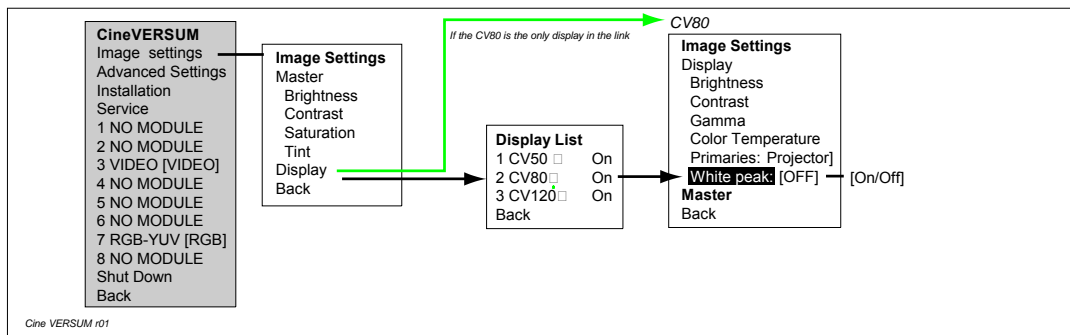 CineVERSUM
Image settings
Advanced Settings
Installation
Service
1 NO MODULE
2 NO MODULE
3 VIDEO [VIDEO]
4 NO MODULE
5 NO MODULE
6 NO MODULE
7 RGB-YUV [RGB]
8 NO MODULE
Shut Down
Back
Image Settings
Master
Brightness
Contrast
Saturation
Tint
Display
Back
If the CV80 is the only display in the link
Display List
1 CV50 On
2 CV80 On
3 CV120 On
Back
CV80
Image Settings
Display
Brightness
Contrast
Gamma
Color Temperature
Primaries: Projector]
White peak: [OFF]
[On/Off]
Master
Back
Cine VERSUM r01